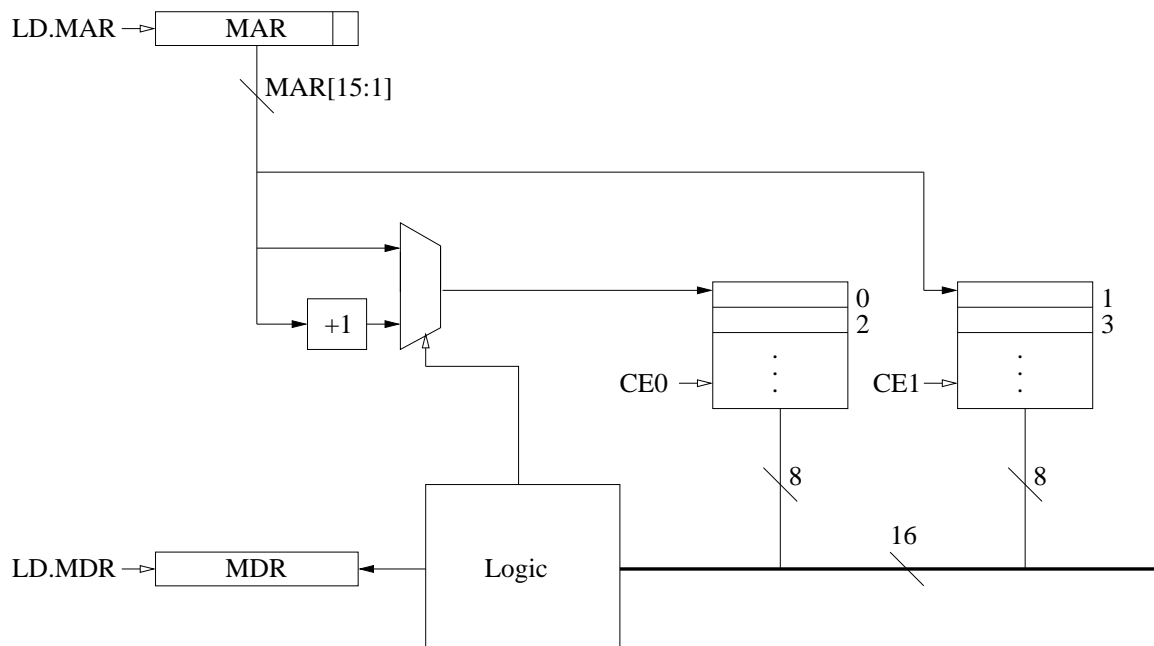 LD.MAR
MAR
MAR[15:1]
+1
0
2
1
3
CE0
CE1
8
8
16
LD.MDR
MDR
Logic